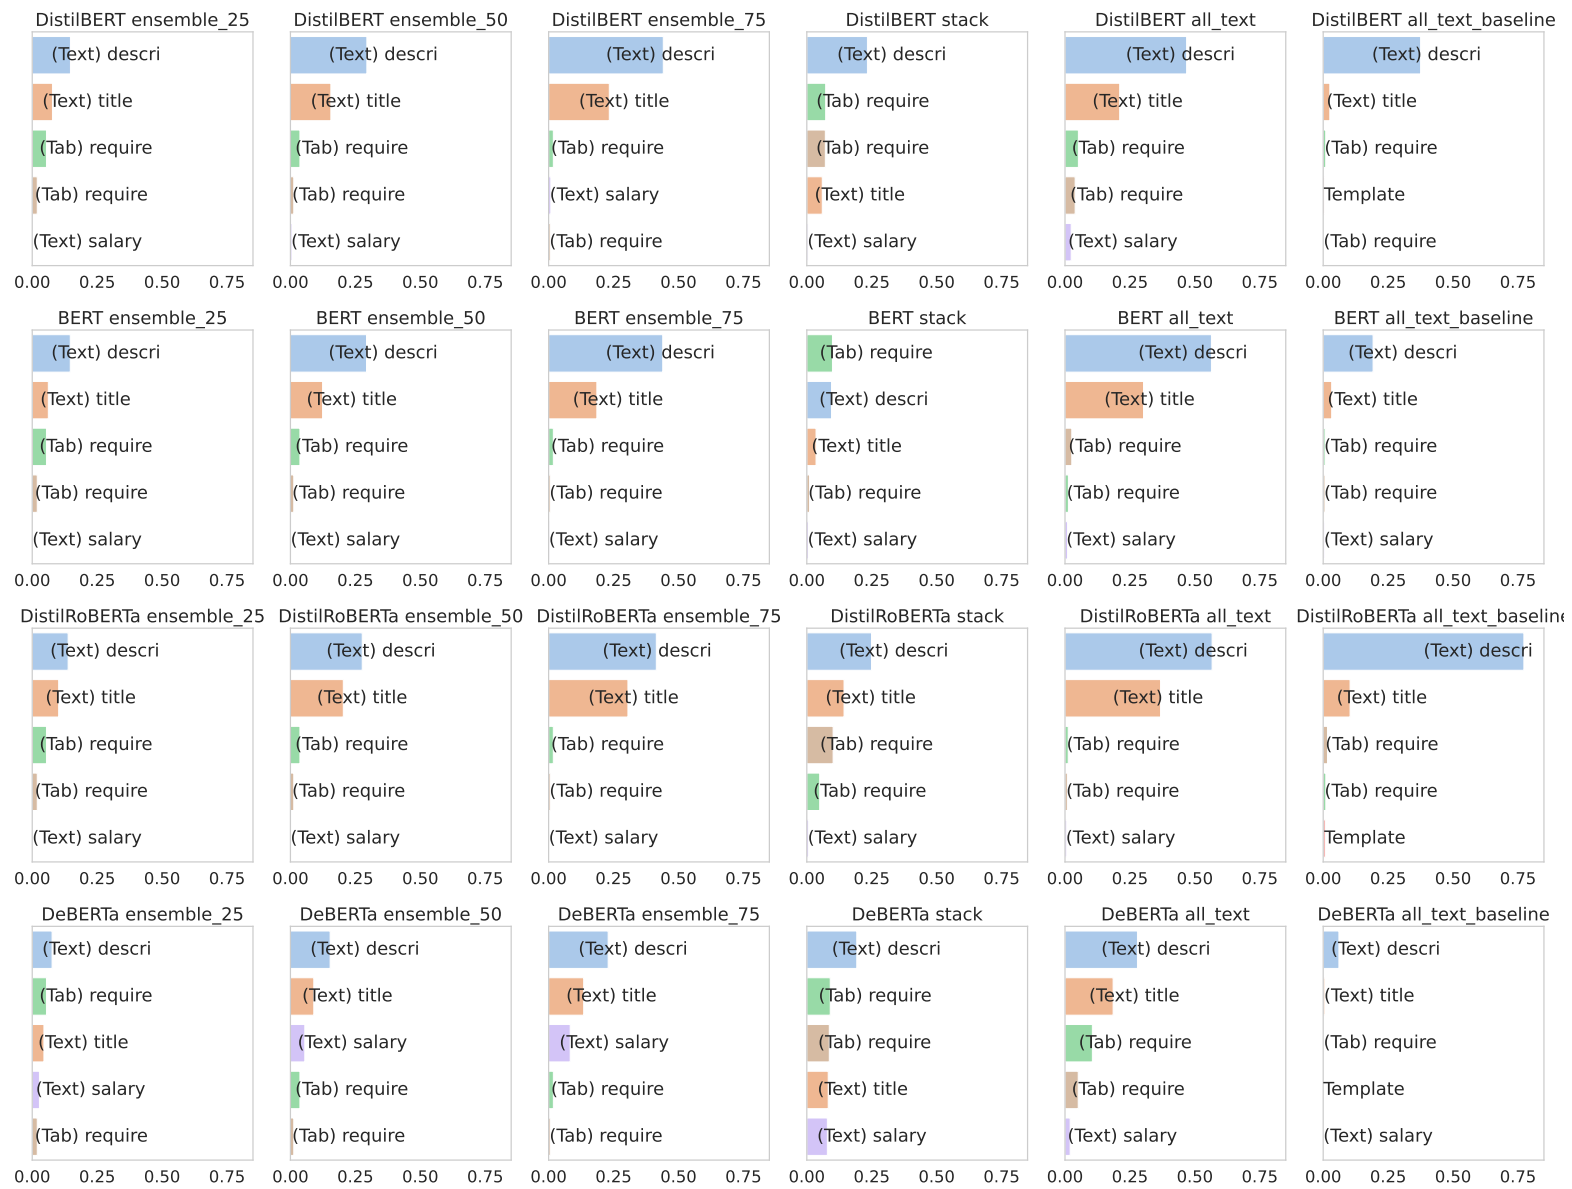 DistilBERT ensemble_25 DistilBERT ensemble_50 DistilBERT ensemble_75 DistilBERT stack DistilBERT all_text DistilBERT all_text_baseline
(Text) descri (Text) descri (Text) descri (Text) descri (Text) descri (Text) descri
(Text) title (Text) title (Text) title (Tab) require (Text) title (Text) title
(Tab) require (Tab) require (Tab) require (Tab) require (Tab) require (Tab) require
(Tab) require (Tab) require (Text) salary (Text) title (Tab) require Template
(Text) salary (Text) salary (Tab) require (Text) salary (Text) salary (Tab) require
0.00 0.25 0.50 0.75 0.00 0.25 0.50 0.75 0.00 0.25 0.50 0.75 0.00 0.25 0.50 0.75 0.00 0.25 0.50 0.75 0.00 0.25 0.50 0.75
BERT ensemble_25 BERT ensemble_50 BERT ensemble_75 BERT stack BERT all_text BERT all_text_baseline
(Text) descri (Text) descri (Text) descri (Tab) require (Text) descri (Text) descri
(Text) title (Text) title (Text) title (Text) descri (Text) title (Text) title
(Tab) require (Tab) require (Tab) require (Text) title (Tab) require (Tab) require
(Tab) require (Tab) require (Tab) require (Tab) require (Tab) require (Tab) require
(Text) salary (Text) salary (Text) salary (Text) salary (Text) salary (Text) salary
0.00 0.25 0.50 0.75 0.00 0.25 0.50 0.75 0.00 0.25 0.50 0.75 0.00 0.25 0.50 0.75 0.00 0.25 0.50 0.75 0.00 0.25 0.50 0.75
DistilRoBERTa ensemble_25 DistilRoBERTa ensemble_50 DistilRoBERTa ensemble_75 DistilRoBERTa stack DistilRoBERTa all_text DistilRoBERTa all_text_baseline
(Text) descri (Text) descri (Text) descri (Text) descri (Text) descri (Text) descri
(Text) title (Text) title (Text) title (Text) title (Text) title (Text) title
(Tab) require (Tab) require (Tab) require (Tab) require (Tab) require (Tab) require
(Tab) require (Tab) require (Tab) require (Tab) require (Tab) require (Tab) require
(Text) salary (Text) salary (Text) salary (Text) salary (Text) salary Template
0.00 0.25 0.50 0.75 0.00 0.25 0.50 0.75 0.00 0.25 0.50 0.75 0.00 0.25 0.50 0.75 0.00 0.25 0.50 0.75 0.00 0.25 0.50 0.75
DeBERTa ensemble_25 DeBERTa ensemble_50 DeBERTa ensemble_75 DeBERTa stack DeBERTa all_text DeBERTa all_text_baseline
(Text) descri (Text) descri (Text) descri (Text) descri (Text) descri (Text) descri
(Tab) require (Text) title (Text) title (Tab) require (Text) title (Text) title
(Text) title (Text) salary (Text) salary (Tab) require (Tab) require (Tab) require
(Text) salary (Tab) require (Tab) require (Text) title (Tab) require Template
(Tab) require (Tab) require (Tab) require (Text) salary (Text) salary (Text) salary
0.00 0.25 0.50 0.75 0.00 0.25 0.50 0.75 0.00 0.25 0.50 0.75 0.00 0.25 0.50 0.75 0.00 0.25 0.50 0.75 0.00 0.25 0.50 0.75